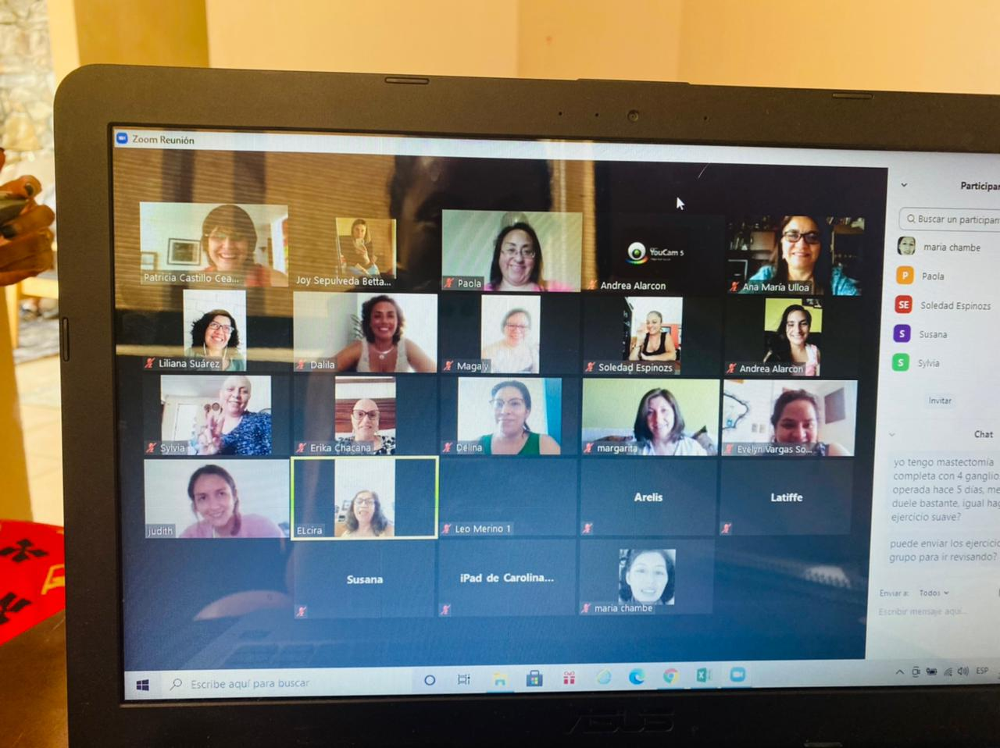 Zoom Reunión
Patricia Castillo Cea...
Joy Sepulveda Betta...
Paola
YouCam 5
Andrea Alarcon
Ana María Ulloa
Liliana Suárez
Dalila
Magaly
Soledad Espinozs
Andrea Alarcon
Sylvia
Erika Chacana
Delina
margarita
Evelyn Vargas So...
judith
ELcira
Leo Merino 1
Arelis
Latiffe
Susana
iPad de Carolina...
maria chambe
Participan
Buscar un participant
maria chambe
P Paola
SE Soledad Espinozs
S Susana
S Sylvia
Invitar
Chat
yo tengo mastectomía
completa con 4 ganglio
operada hace 5 días, me
duele bastante, igual hag
ejercicio suave?
puede enviar los ejercicio
grupo para ir revisando?
Enviar a: Todos
Escribir mensaje aquí...
Escribe aquí para buscar
ESP
ASUS